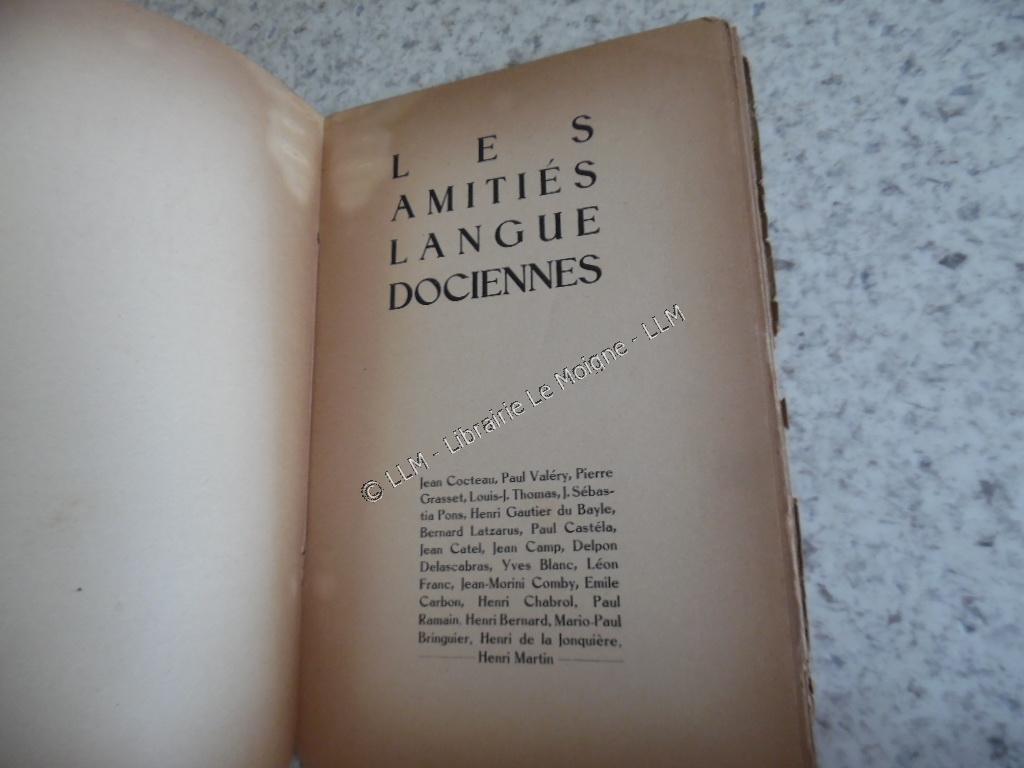 LES
AMITIÉS
LANGUE
DOCIENNES
© LLM - Librairie Le Moigne - LLM
Jean Cocteau, Paul Valéry, Pierre
Grasset, Louis-J. Thomas, J. Sébas-
tia Pons, Henri Gautier du Bayle,
Bernard Latzarus, Paul Castéla,
Jean Catel, Jean Camp, Delpon
Delascabras, Yves Blanc, Léon
Franc, Jean-Morini Comby, Emile
Carbon, Henri Chabrol, Paul
Ramain, Henri Bernard, Mario-Paul
Bringuier, Henri de la Jonquière,
Henri Martin